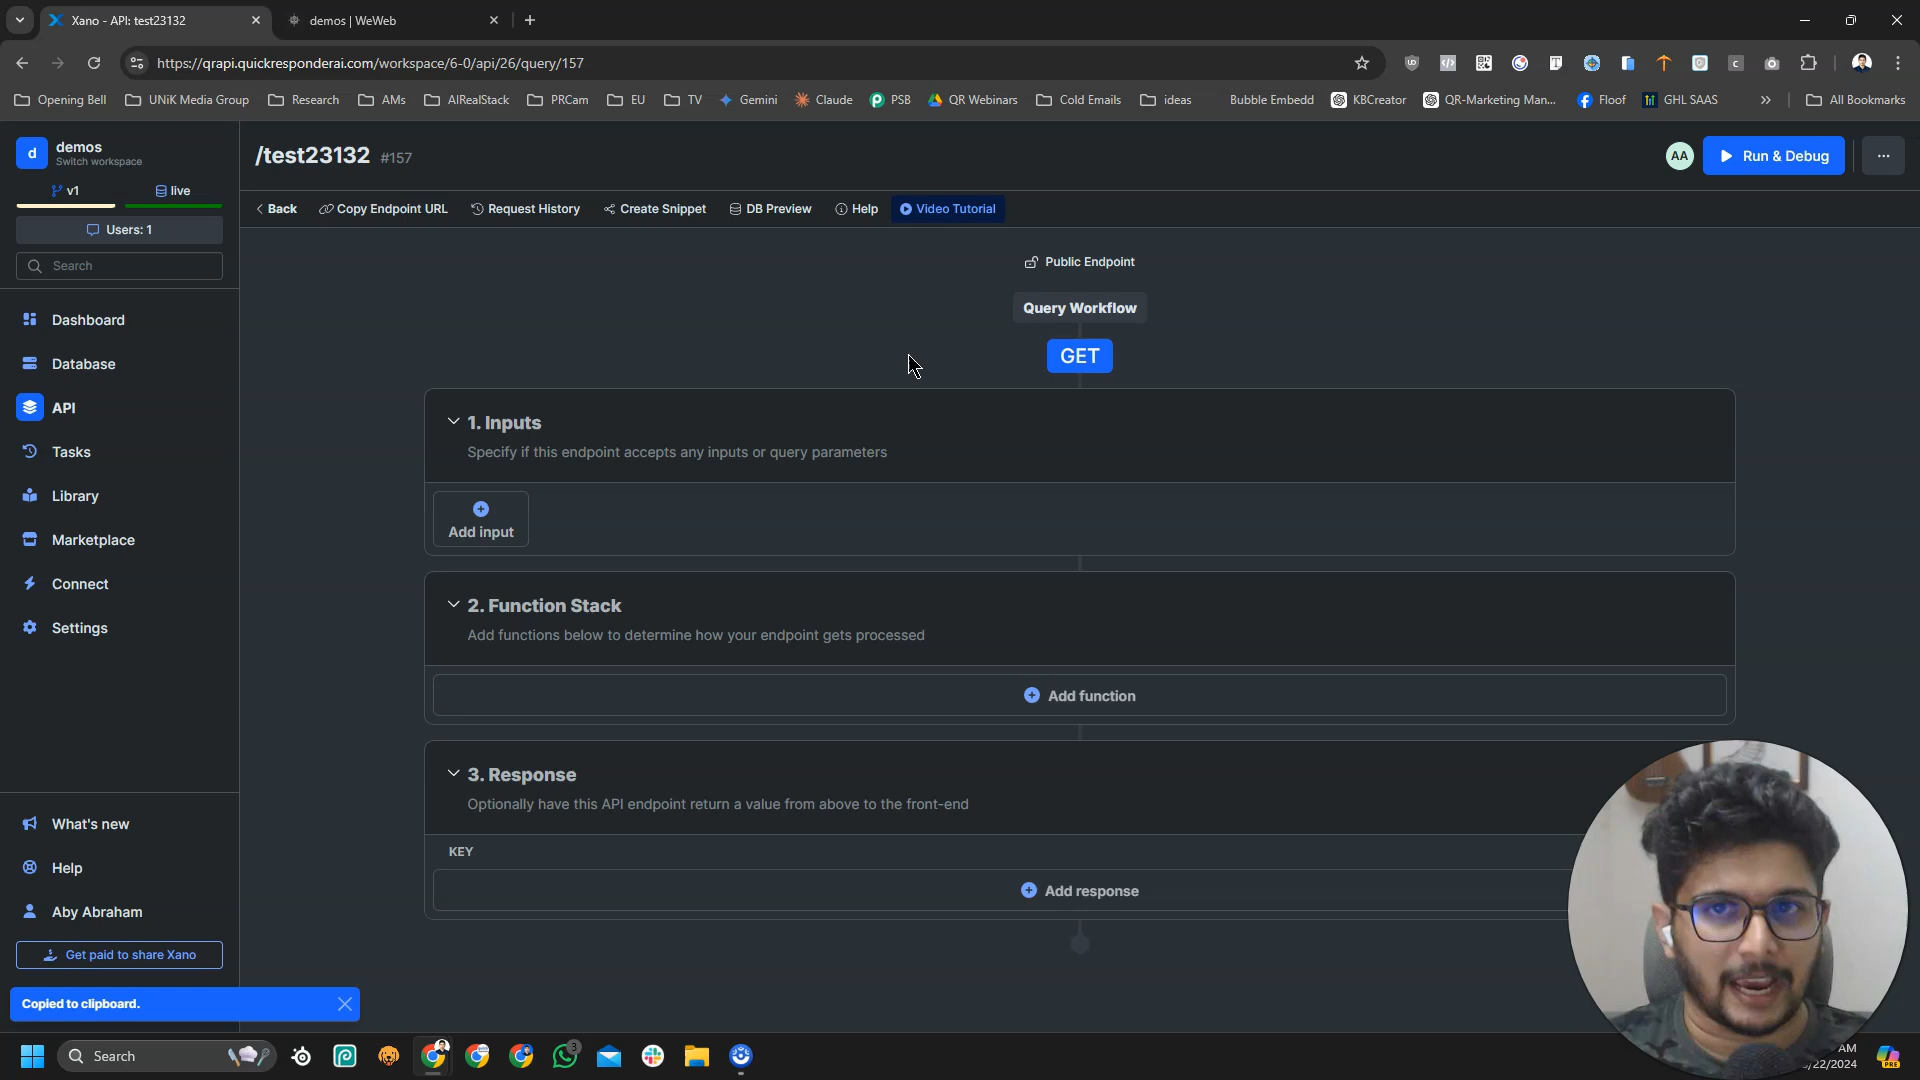 Xano - API: test23132
demos | WeWeb
https://qrapi.quickresponderai.com/workspace/6-0/api/26/query/157
Opening Bell
UNiK Media Group
Research
AMs
AIRealStack
PRCam
EU
TV
Gemini
Claude
PSB
QR Webinars
Cold Emails
ideas
Bubble Embedd
KBCreator
QR-Marketing Man...
Floof
GHL SAAS
All Bookmarks
d
demos
Switch workspace
v1
live
Users: 1
Search
/test23132 #157
AA
Run & Debug
Back
Copy Endpoint URL
Request History
Create Snippet
DB Preview
Help
Video Tutorial
Dashboard
Database
API
Tasks
Library
Marketplace
Connect
Settings
Public Endpoint
Query Workflow
GET
1. Inputs
Specify if this endpoint accepts any inputs or query parameters
Add input
2. Function Stack
Add functions below to determine how your endpoint gets processed
Add function
3. Response
Optionally have this API endpoint return a value from above to the front-end
KEY
Add response
What's new
Help
Aby Abraham
Get paid to share Xano
Copied to clipboard.
Search
3
AM
/22/2024
PRE